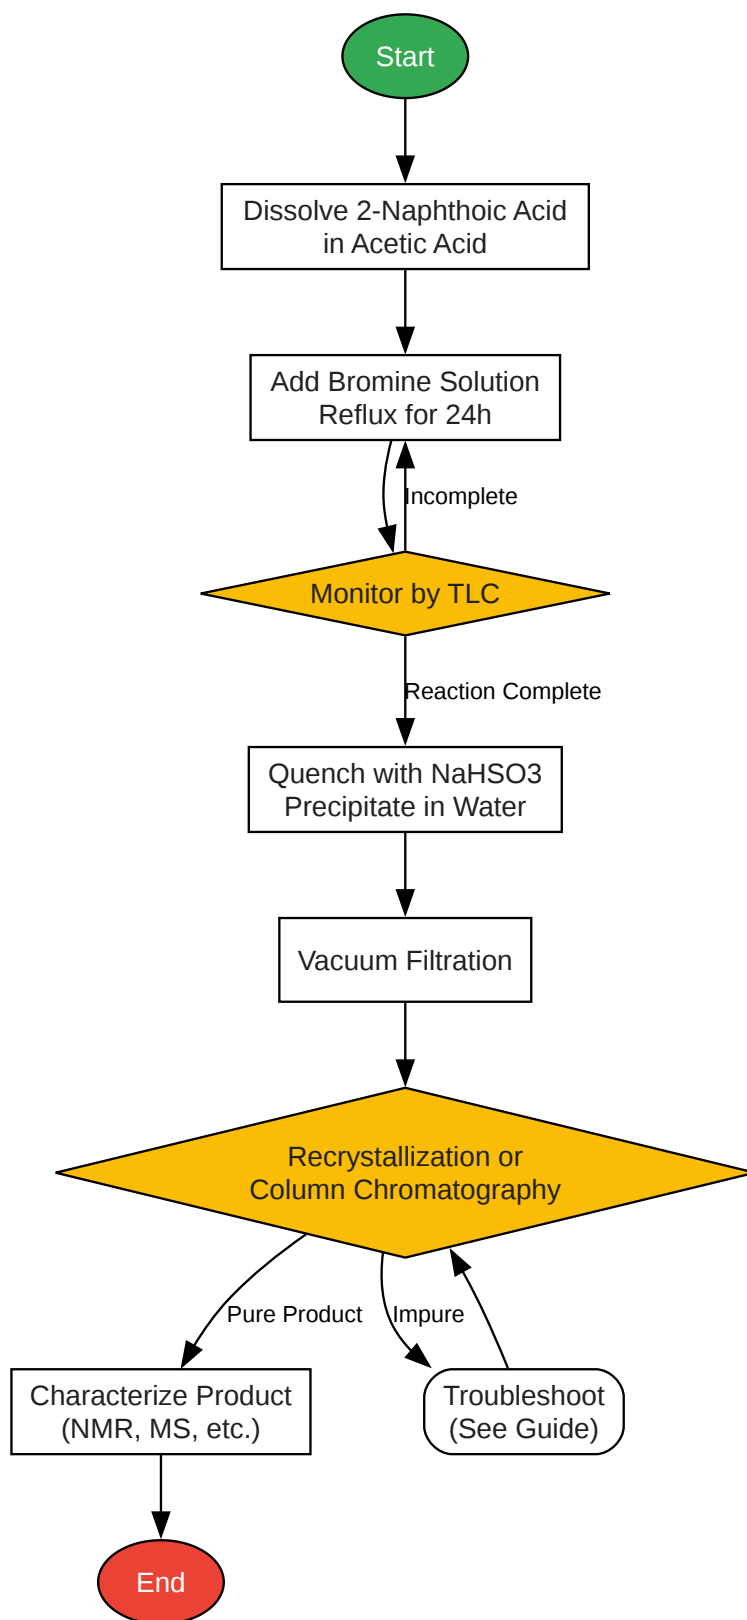 Start
Dissolve 2-Naphthoic Acid
in Acetic Acid
Add Bromine Solution
Reflux for 24h
Incomplete
Monitor by TLC
Reaction Complete
Quench with NaHSO3
Precipitate in Water
Vacuum Filtration
Recrystallization or
Column Chromatography
Pure Product
Impure
Characterize Product
(NMR, MS, etc.)
Troubleshoot
(See Guide)
End